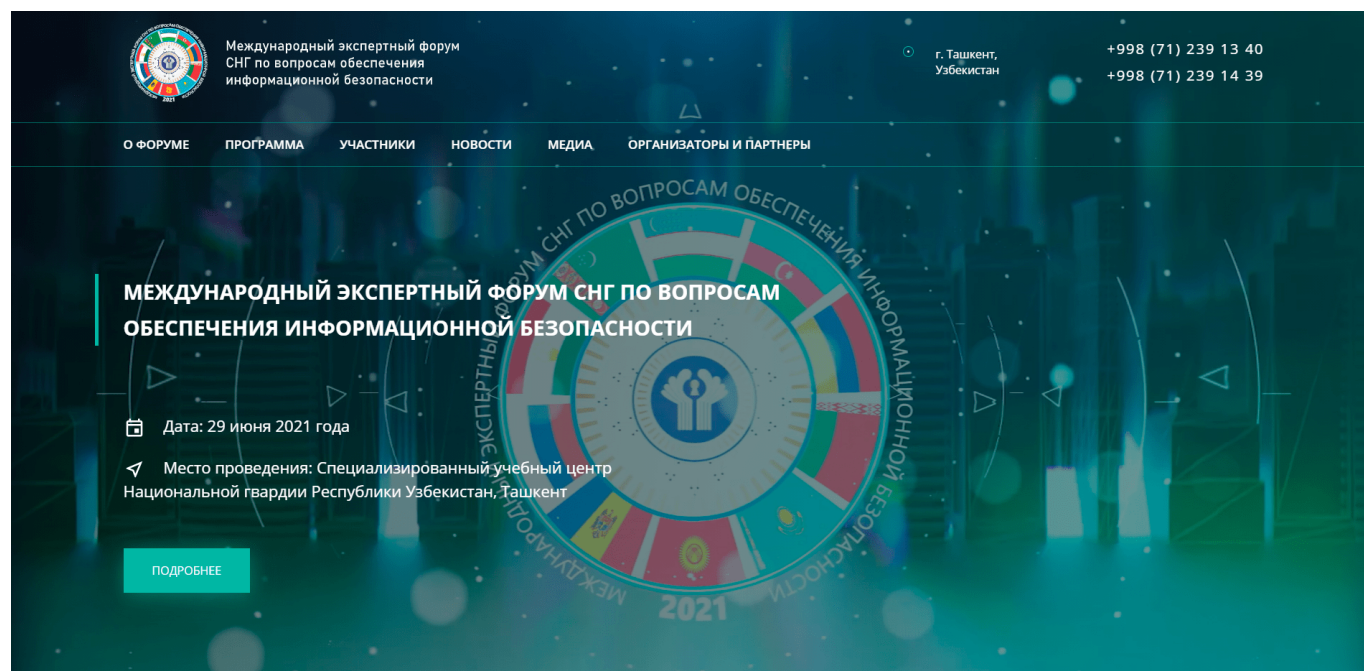 Международный экспертный форум
СНГ по вопросам обеспечения
информационной безопасности
2021
г. Ташкент,
Узбекистан
+998 (71) 239 13 40
+998 (71) 239 14 39
О ФОРУМЕ ПРОГРАММА УЧАСТНИКИ НОВОСТИ МЕДИА ОРГАНИЗАТОРЫ И ПАРТНЕРЫ
МЕЖДУНАРОДНЫЙ ЭКСПЕРТНЫЙ ФОРУМ СНГ ПО ВОПРОСАМ ОБЕСПЕЧЕНИЯ ИНФОРМАЦИОННОЙ БЕЗОПАСНОСТИ
МЕЖДУНАРОДНЫЙ ЭКСПЕРТНЫЙ ФОРУМ СНГ ПО ВОПРОСАМ
ОБЕСПЕЧЕНИЯ ИНФОРМАЦИОННОЙ БЕЗОПАСНОСТИ
Дата: 29 июня 2021 года
Место проведения: Специализированный учебный центр
Национальной гвардии Республики Узбекистан, Ташкент
ПОДРОБНЕЕ
2021